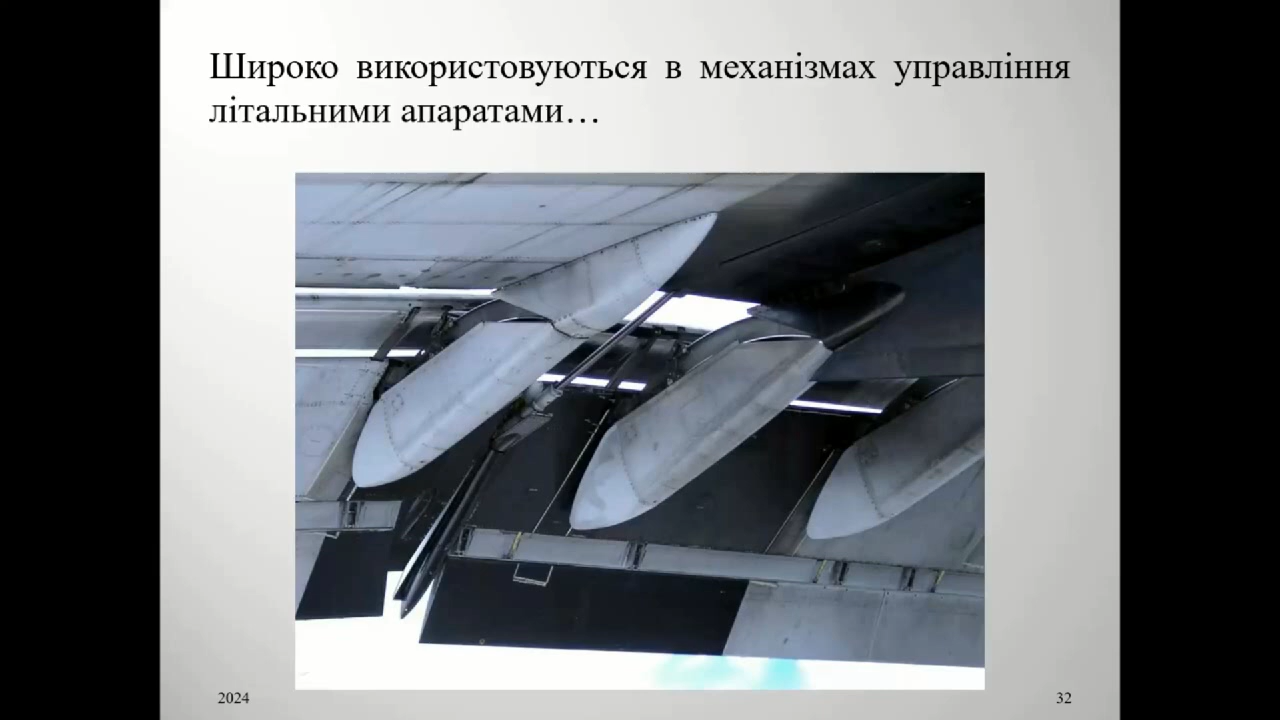 Широко використовуються в механізмах управління
літальними апаратами…
2024
32